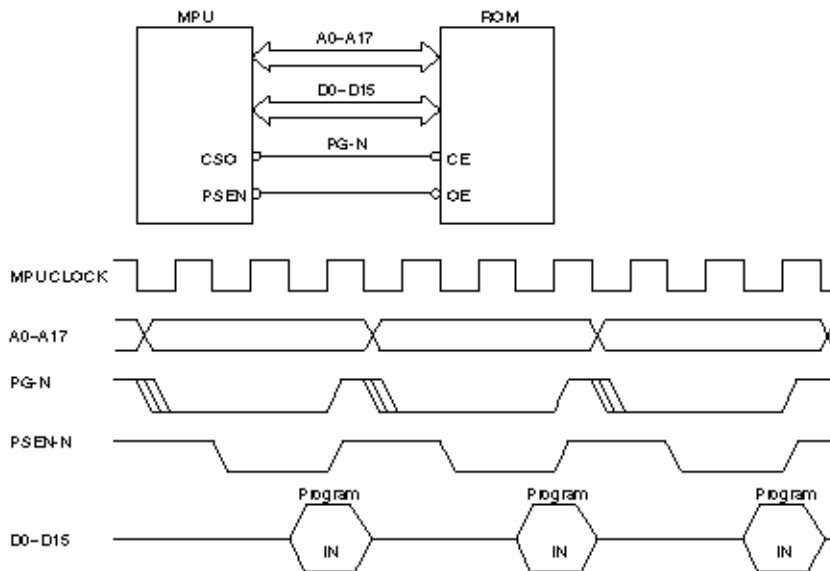 MPU ROM
A0-A17
D0-D15
PG-N
CSO CE
PSEN OE
MPUCLOCK
A0-A17
PG-N
PSEN-N
Program Program Program
D0-D15 IN IN IN